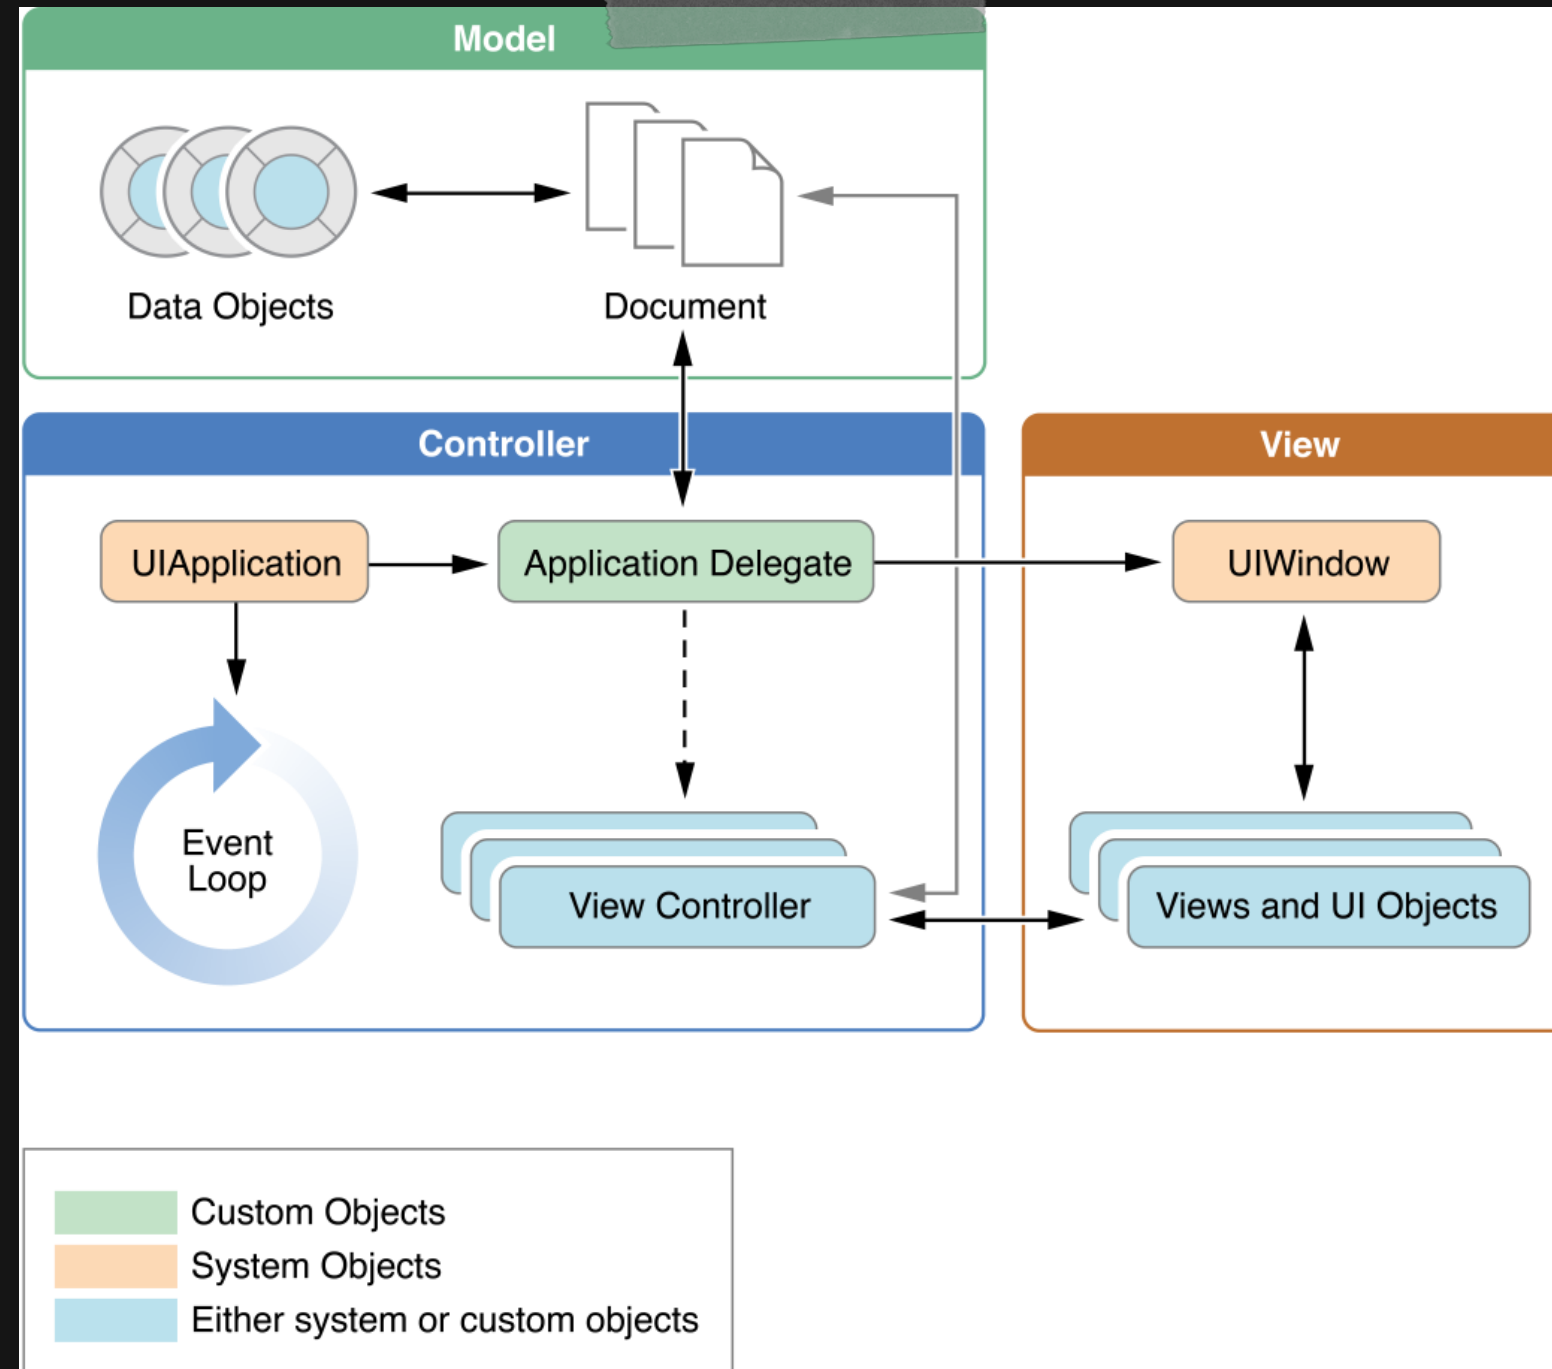 Model
Data Objects
Document
Controller
View
UIApplication
Application Delegate
UIWindow
Event
Loop
View Controller
Views and UI Objects
Custom Objects
System Objects
Either system or custom objects